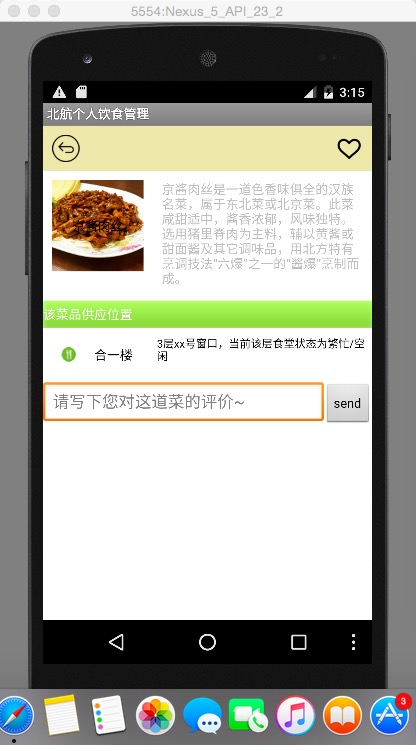 5554:Nexus_5_API_23_2
3:15
北航个人饮食管理
京酱肉丝是一道色香味俱全的汉族
名菜，属于东北菜或北京菜。此菜
咸甜适中，酱香浓郁，风味独特。
选用猪里脊肉为主料，辅以黄酱或
甜面酱及其它调味品，用北方特有
烹调技法"六爆"之一的"酱爆"烹制而
成。
该菜品供应位置
合一楼
3层xx号窗口，当前该层食堂状态为繁忙/空
闲
请写下您对这道菜的评价~
send
3